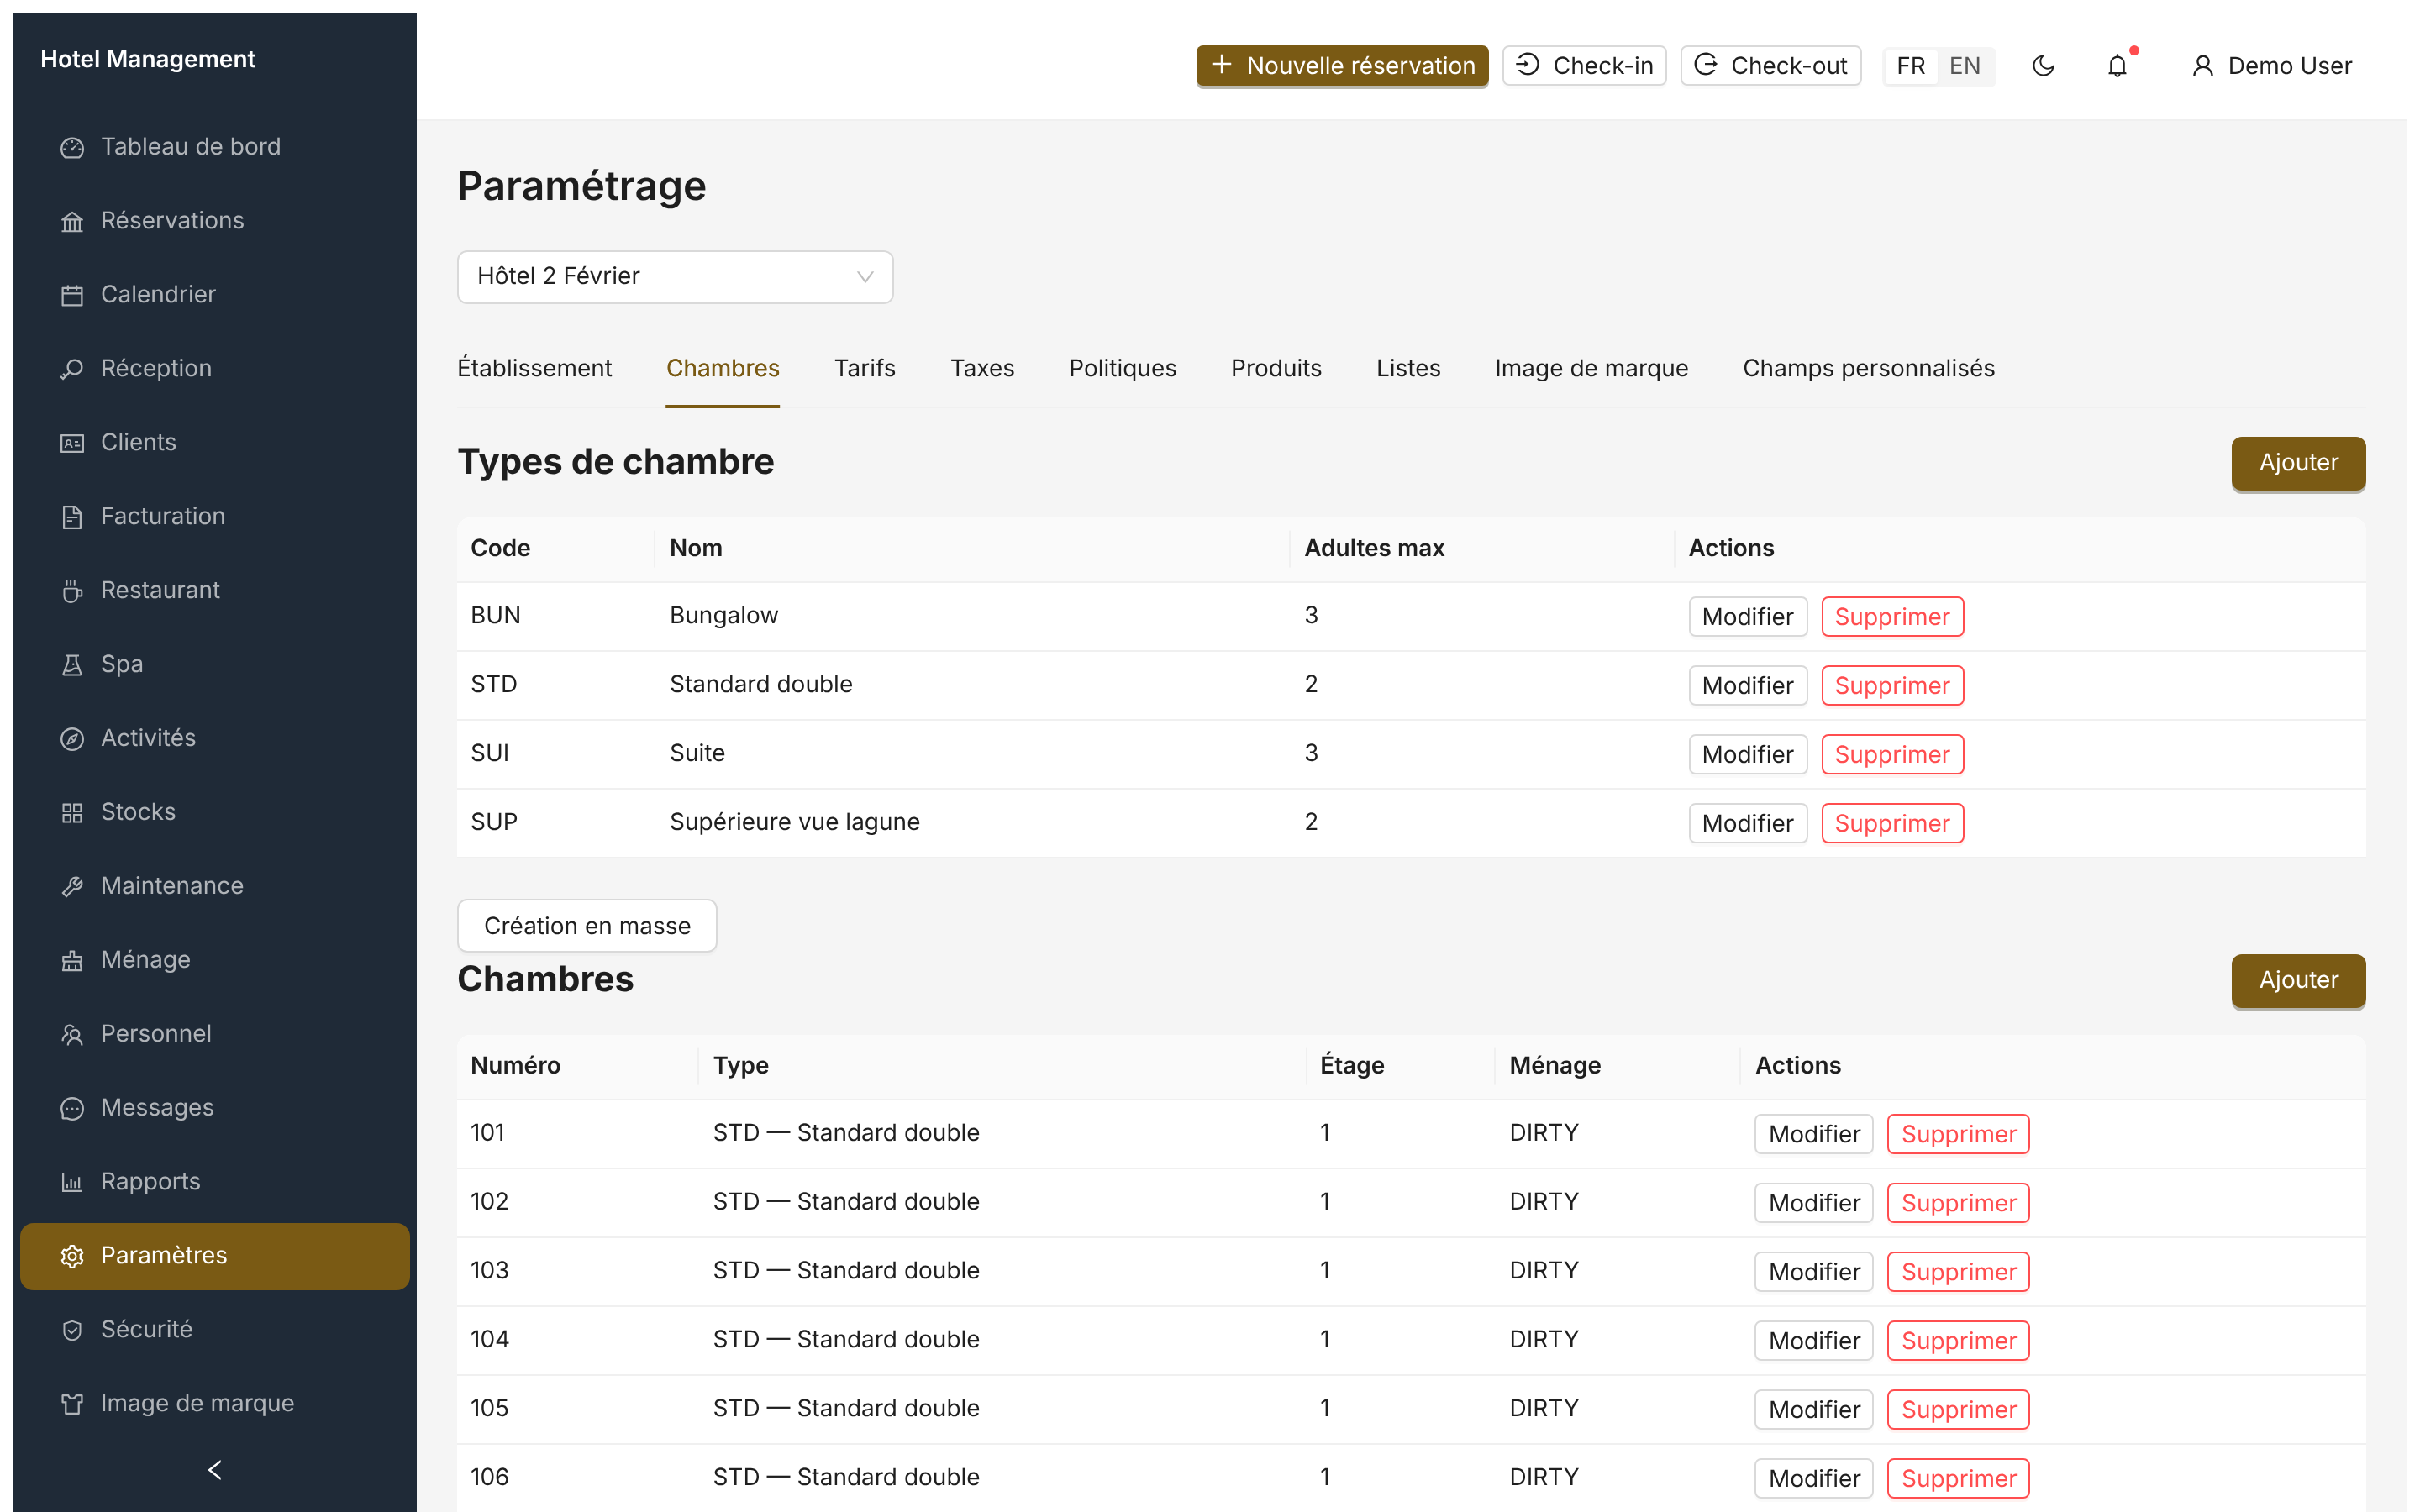 Hotel Management
Nouvelle réservation Check-in Check-out FR EN Demo User
Tableau de bord
Réservations
Calendrier
Réception
Clients
Facturation
Restaurant
Spa
Activités
Stocks
Maintenance
Ménage
Personnel
Messages
Rapports
Paramètres
Sécurité
Image de marque
Paramétrage
Hôtel 2 Février
Établissement Chambres Tarifs Taxes Politiques Produits Listes Image de marque Champs personnalisés
Types de chambre Ajouter
Code Nom Adultes max Actions
BUN Bungalow 3 Modifier Supprimer
STD Standard double 2 Modifier Supprimer
SUI Suite 3 Modifier Supprimer
SUP Supérieure vue lagune 2 Modifier Supprimer
Création en masse
Chambres Ajouter
Numéro Type Étage Ménage Actions
101 STD — Standard double 1 DIRTY Modifier Supprimer
102 STD — Standard double 1 DIRTY Modifier Supprimer
103 STD — Standard double 1 DIRTY Modifier Supprimer
104 STD — Standard double 1 DIRTY Modifier Supprimer
105 STD — Standard double 1 DIRTY Modifier Supprimer
106 STD — Standard double 1 DIRTY Modifier Supprimer